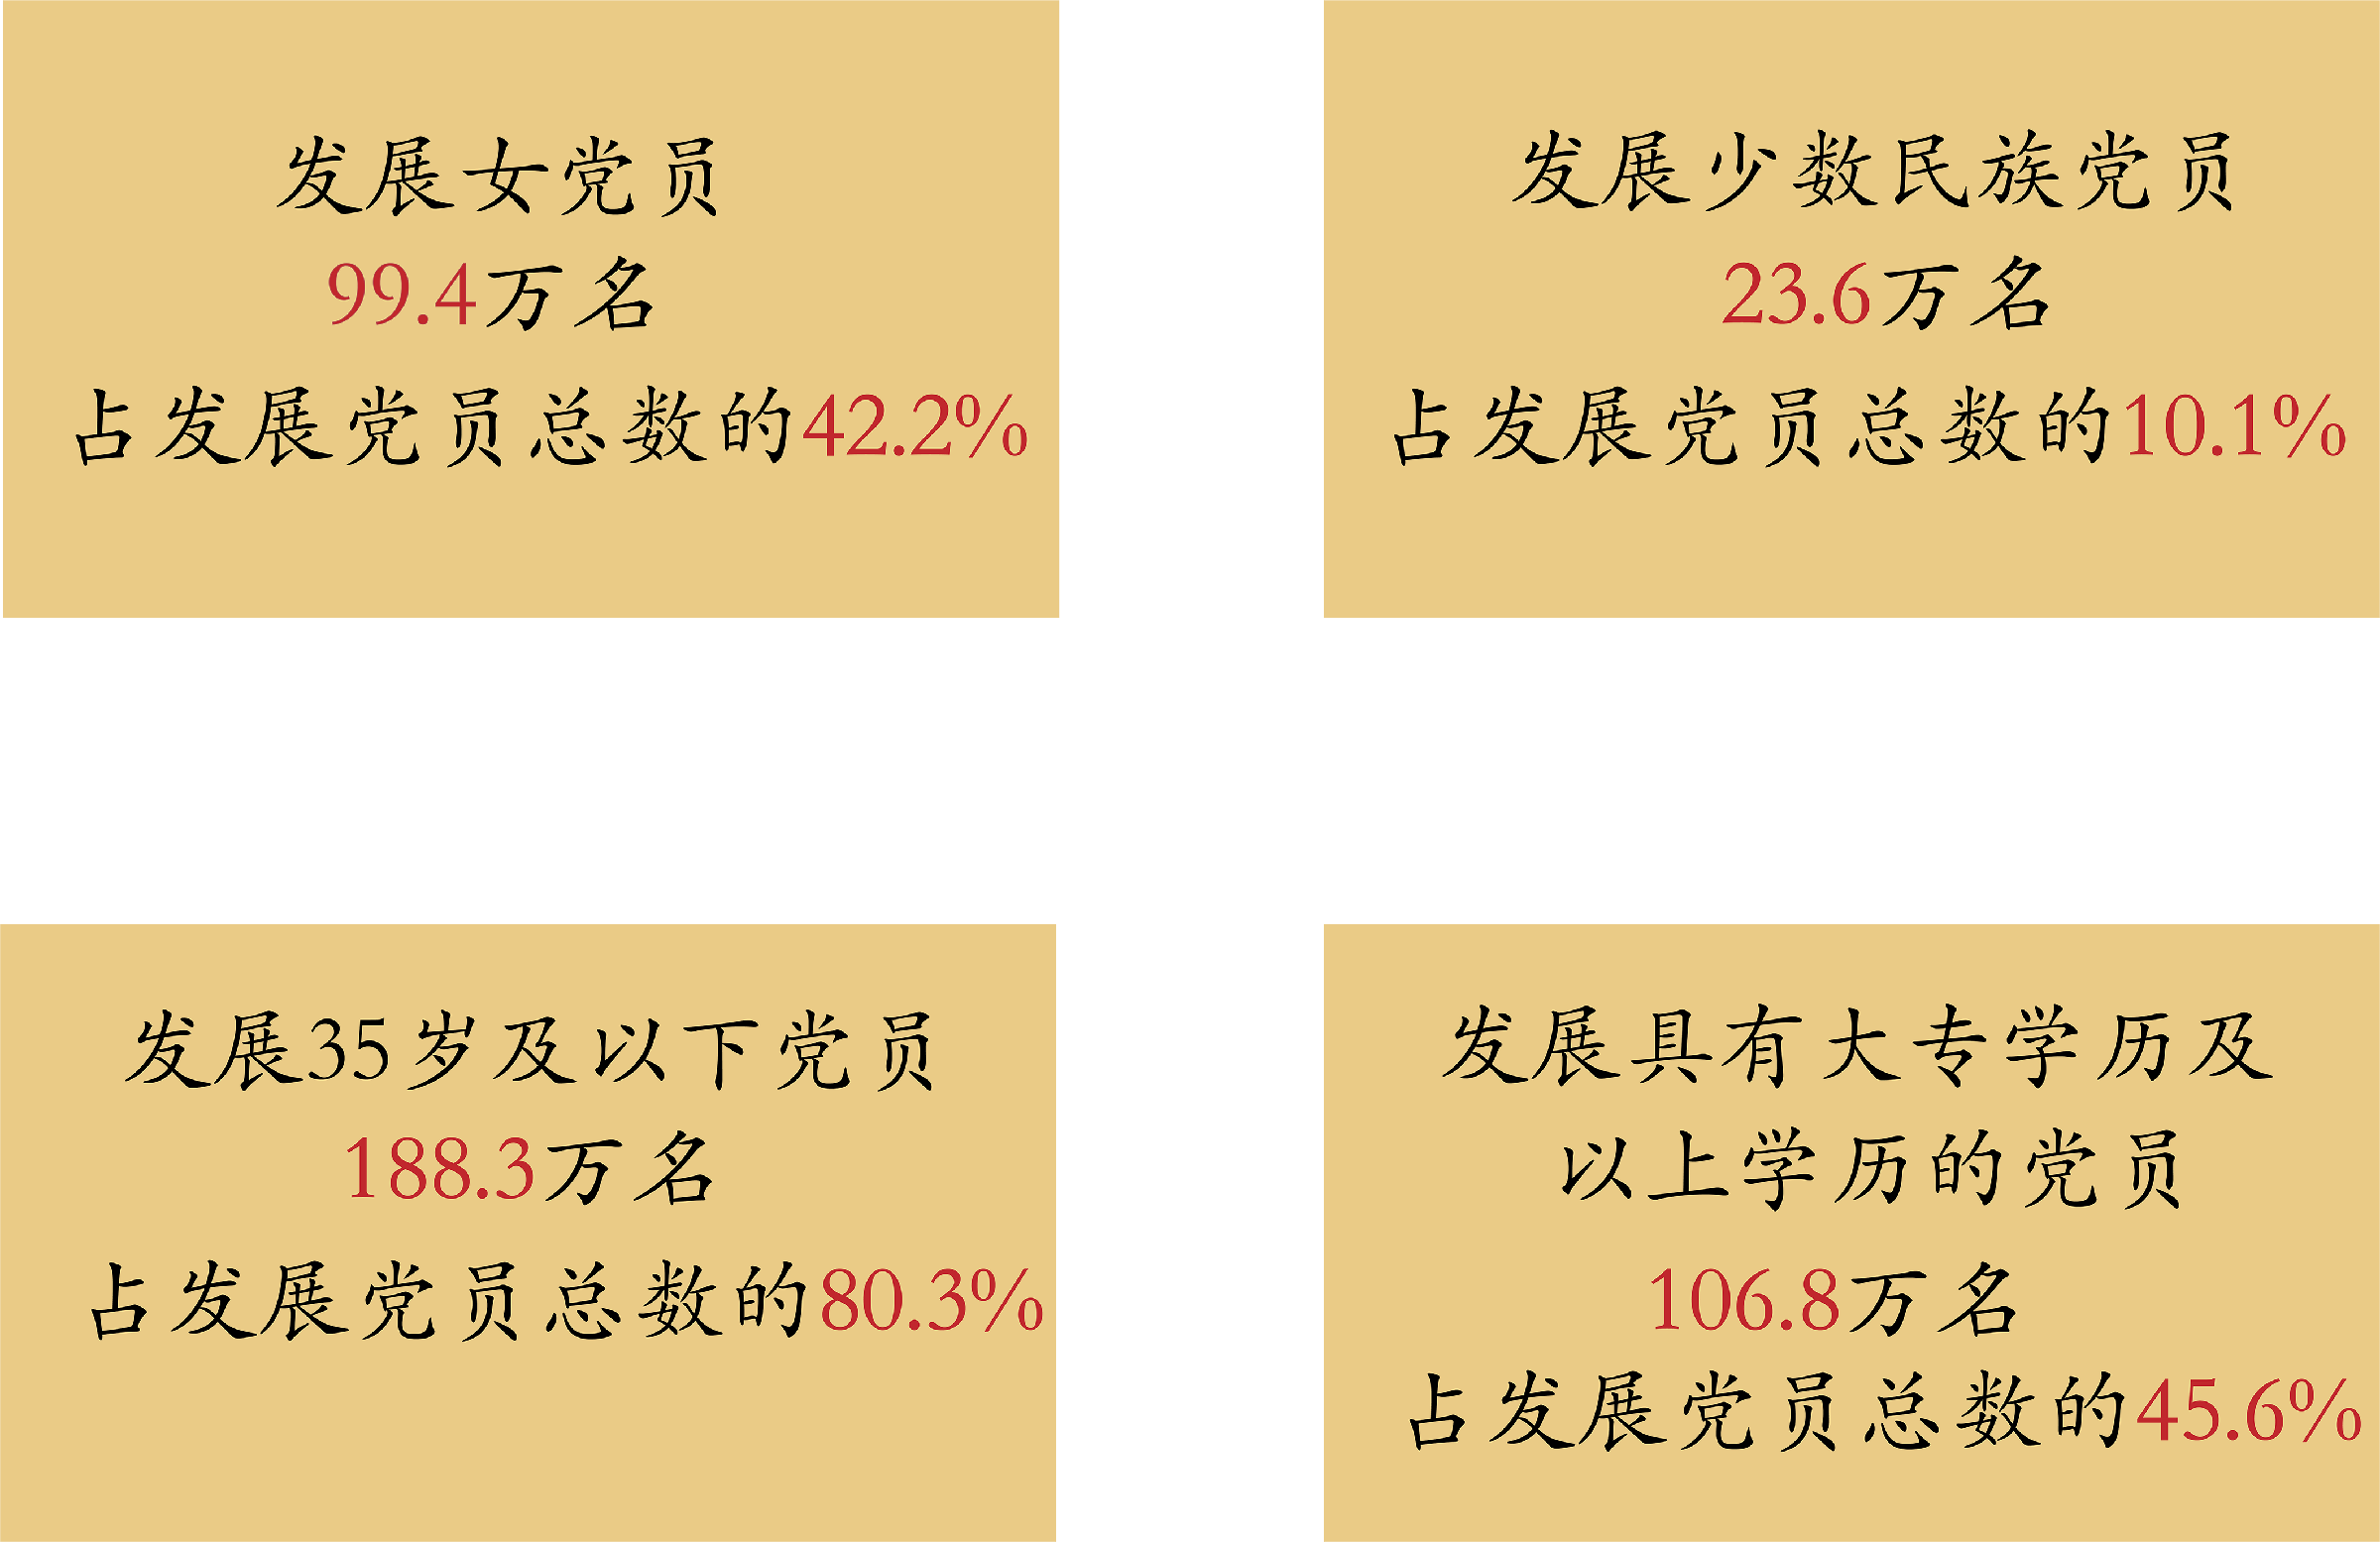 发展女党员
99.4万名
占发展党员总数的42.2%
发展少数民族党员
23.6万名
占发展党员总数的10.1%
发展35岁及以下党员
188.3万名
占发展党员总数的80.3%
发展具有大专学历及
以上学历的党员
106.8万名
占发展党员总数的45.6%